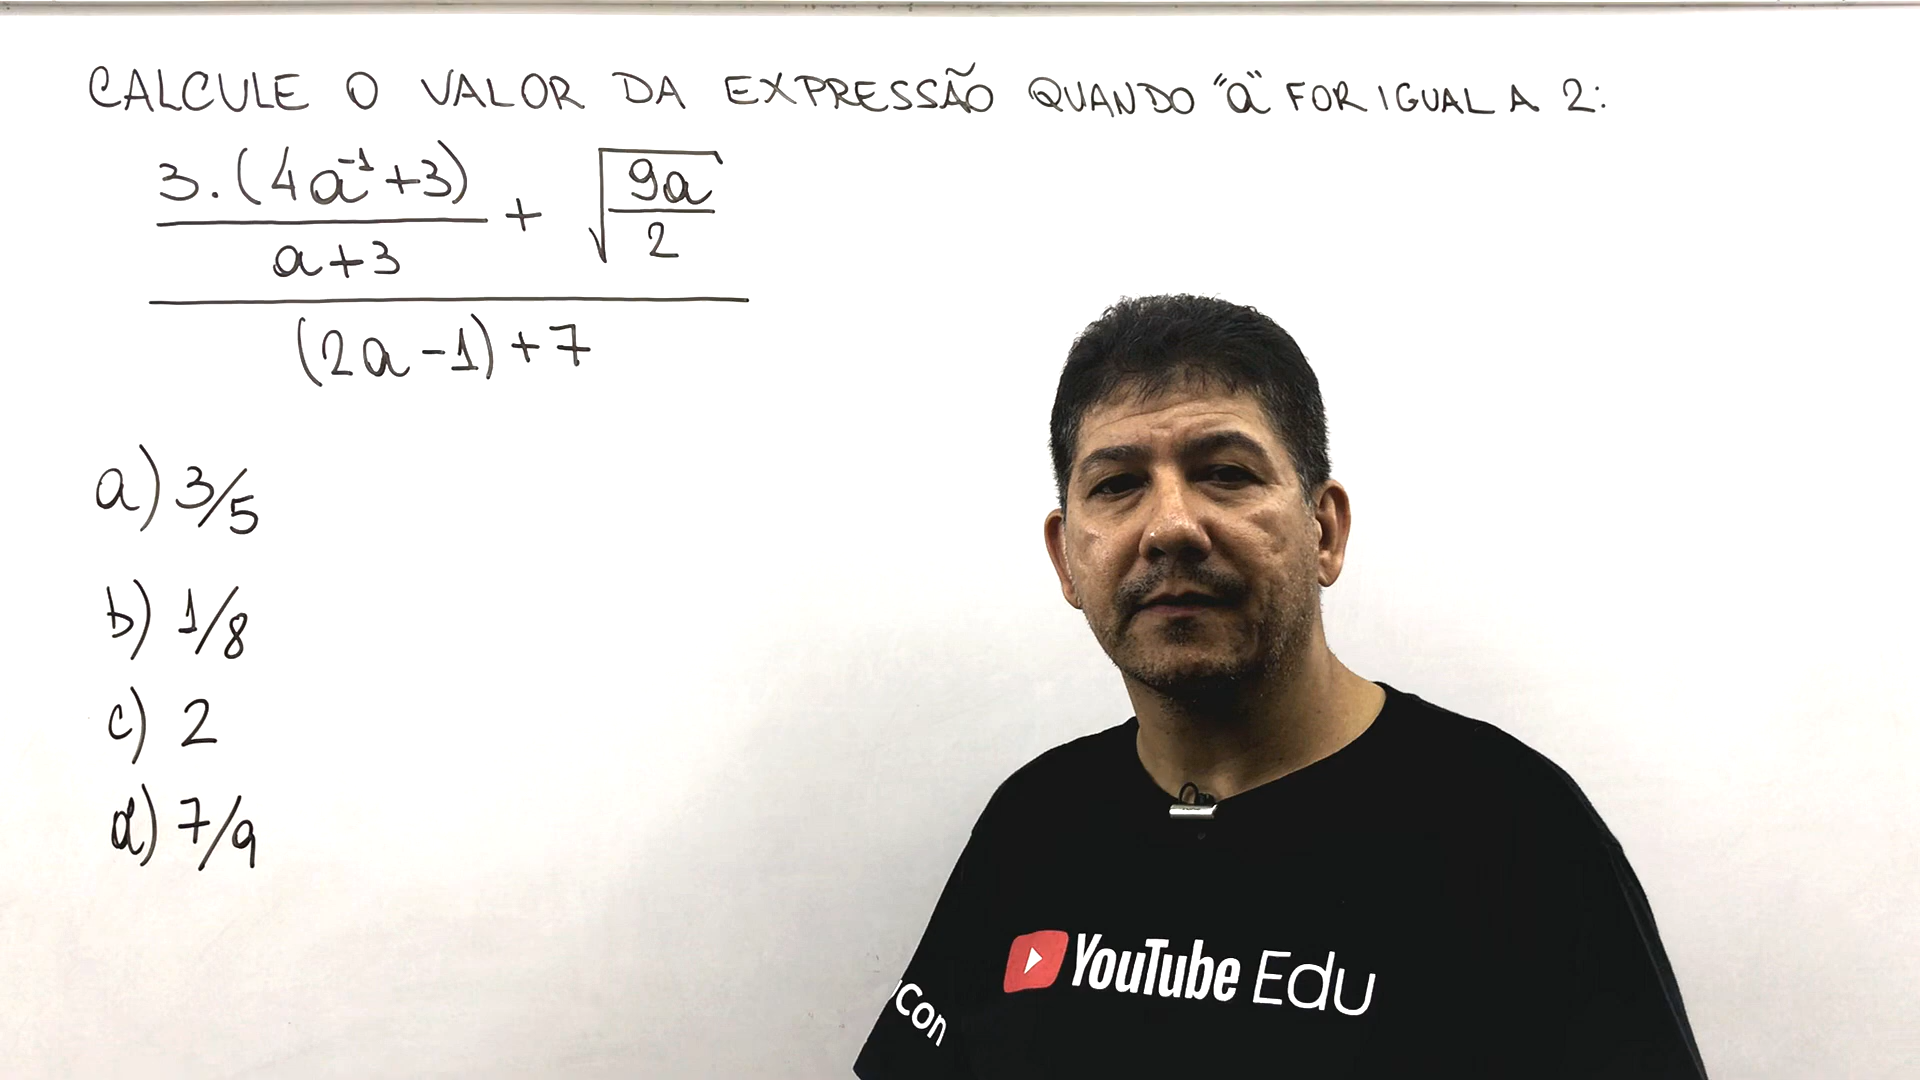 CALCULE O VALOR DA EXPRESSÃO QUANDO "a" FOR IGUAL A 2:
3.(4a⁻¹+3) + √9a
a+3 2
(2a-1)+7
a) 3/5
b) 1/8
c) 2
d) 7/9
YouTube Edu
Con